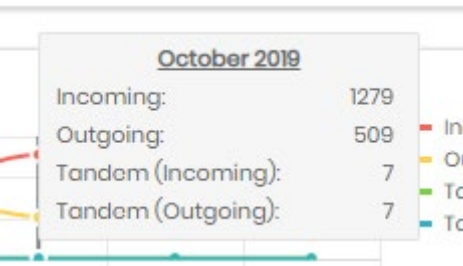 October 2019
Incoming: 1279
Outgoing: 509
Tandem (Incoming): 7
Tandem (Outgoing): 7